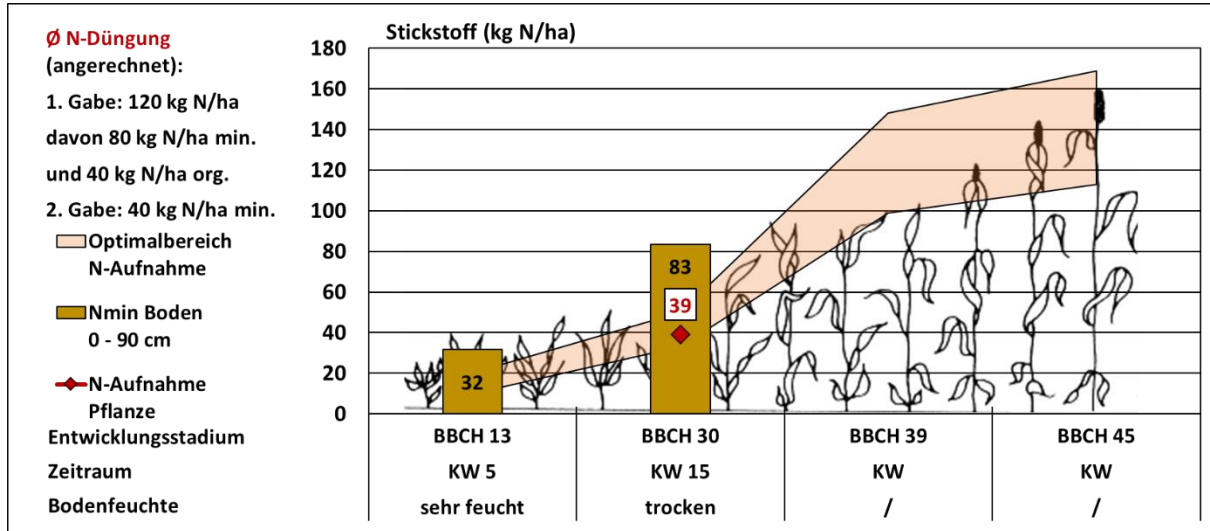 Ø N-Düngung
(angerechnet):
1. Gabe: 120 kg N/ha
davon 80 kg N/ha min.
und 40 kg N/ha org.
2. Gabe: 40 kg N/ha min.
Optimalbereich
N-Aufnahme
Nmin Boden
0 - 90 cm
N-Aufnahme
Pflanze
Stickstoff (kg N/ha)
180
160
140
120
100
80
60
40
20
0
32
83
39
Entwicklungsstadium BBCH 13 BBCH 30 BBCH 39 BBCH 45
Zeitraum KW 5 KW 15 KW KW
Bodenfeuchte sehr feucht trocken / /